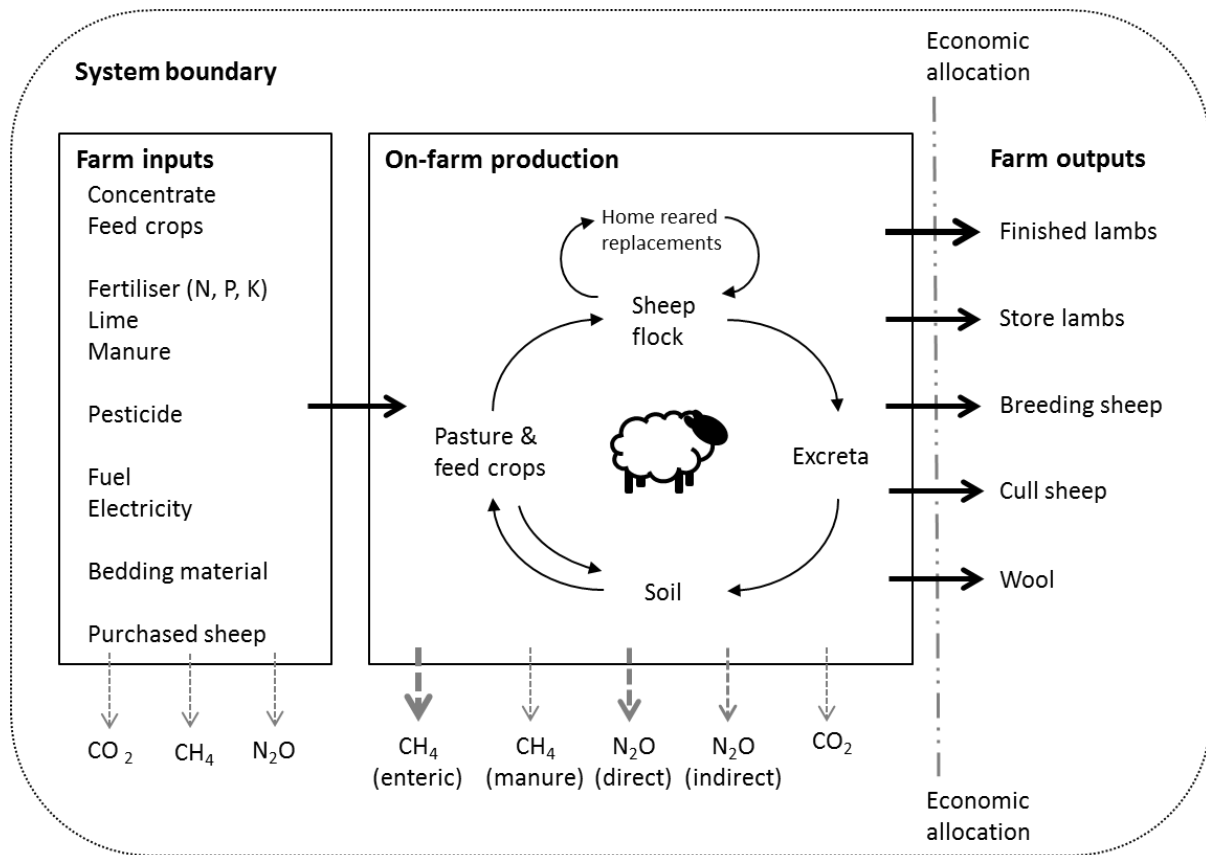 System boundary
Economic
allocation
Farm inputs
Concentrate
Feed crops
Fertiliser (N, P, K)
Lime
Manure
Pesticide
Fuel
Electricity
Bedding material
Purchased sheep
CO2
CH4
N2O
On-farm production
Home reared
replacements
Sheep
flock
Pasture &
feed crops
Excreta
Soil
CH4
(enteric)
CH4
(manure)
N2O
(direct)
N2O
(indirect)
CO2
Farm outputs
Finished lambs
Store lambs
Breeding sheep
Cull sheep
Wool
Economic
allocation